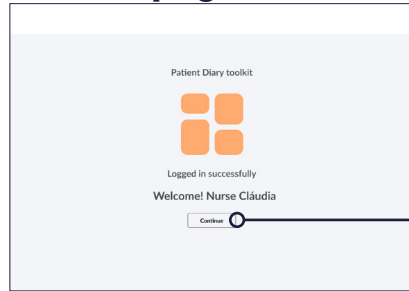 Patient Diary toolkit
Logged in successfully
Welcome! Nurse Cláudia
Continue